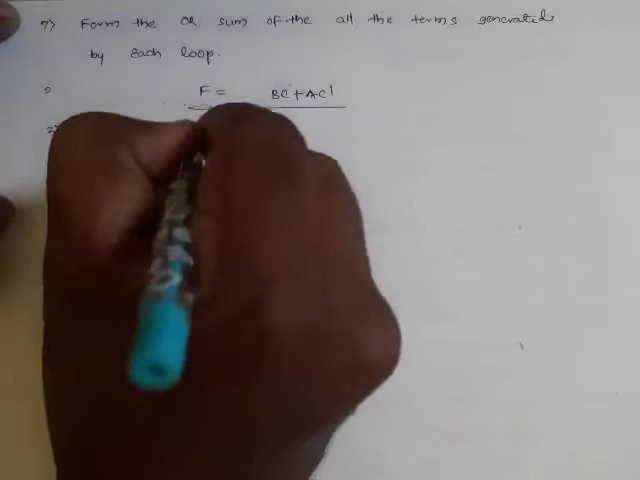 7) Form the OR sum of the all the terms generated
by each loop.
F = BC + AC'